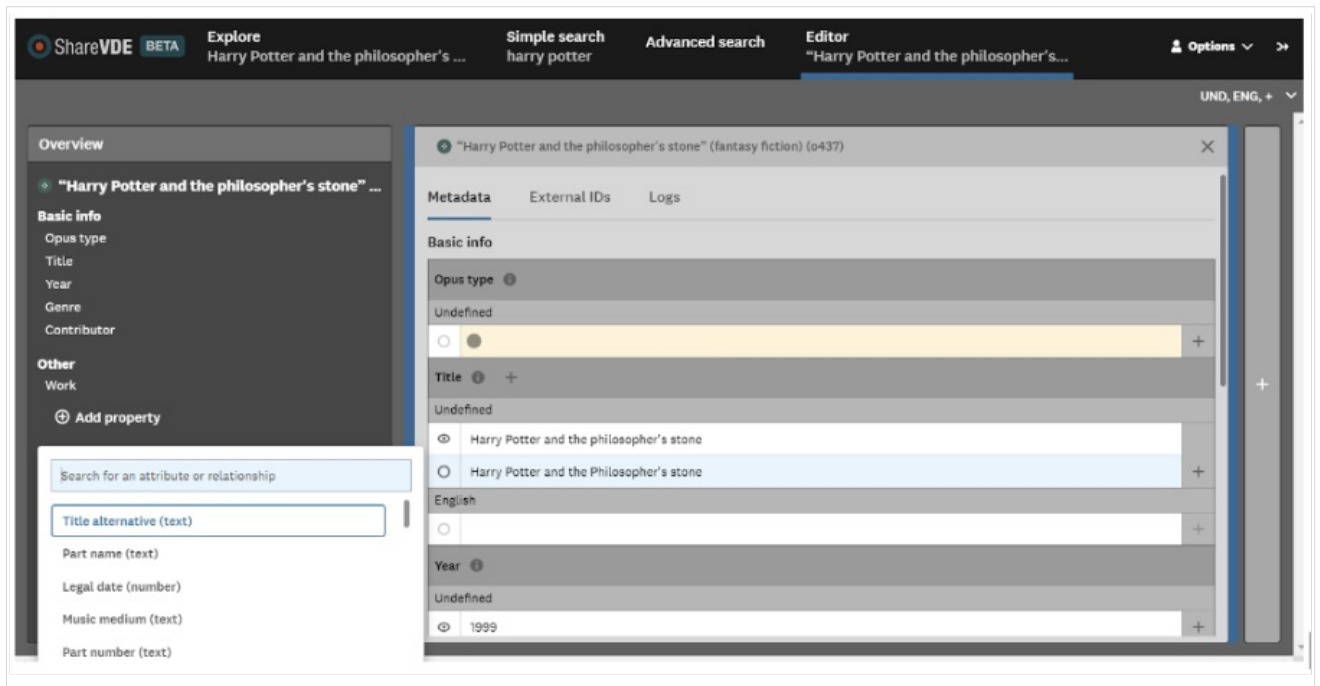 ShareVDE BETA
Explore
Harry Potter and the philosopher's ...
Simple search
harry potter
Advanced search
Editor
“Harry Potter and the philosopher's...
Options
UND, ENG, +
Overview
“Harry Potter and the philosopher's stone” ...
Basic info
Opus type
Title
Year
Genre
Contributor
Other
Work
Add property
Search for an attribute or relationship
Title alternative (text)
Part name (text)
Legal date (number)
Music medium (text)
Part number (text)
“Harry Potter and the philosopher's stone” (fantasy fiction) (o437)
Metadata External IDs Logs
Basic info
Opus type
Undefined
Title
Undefined
Harry Potter and the philosopher's stone
Harry Potter and the Philosopher's stone
English
Year
Undefined
1999